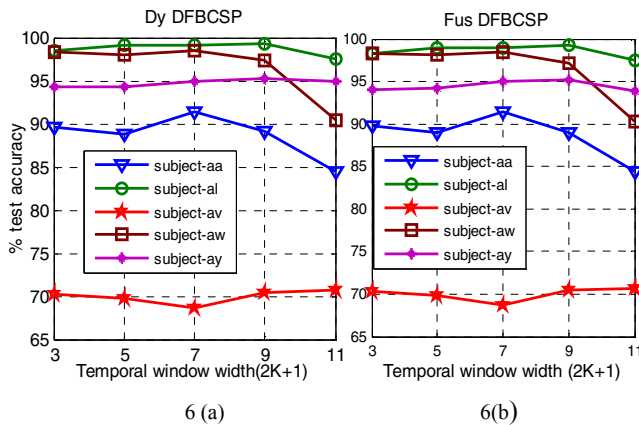 Dy DFBCSP
% test accuracy
100
95
90
85
80
75
70
65
subject-aa
subject-al
subject-av
subject-aw
subject-ay
3 5 7 9 11
Temporal window width(2K+1)
6 (a)
Fus DFBCSP
100
95
90
85
80
75
70
65
subject-aa
subject-al
subject-av
subject-aw
subject-ay
3 5 7 9 11
Temporal window width (2K+1)
6(b)